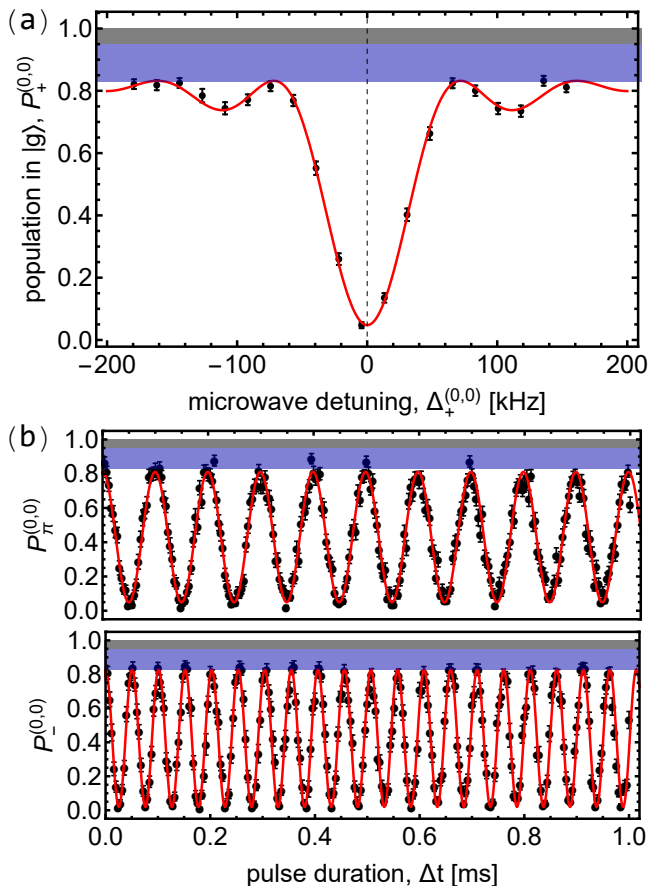 (a)
population in |g⟩, P₊^(0,0)
1.0
0.8
0.6
0.4
0.2
0.0
−200 −100 0 100 200
microwave detuning, Δ₊^(0,0) [kHz]
(b)
P_π^(0,0)
1.0
0.8
0.6
0.4
0.2
0.0
P₋^(0,0)
1.0
0.8
0.6
0.4
0.2
0.0
0.0 0.2 0.4 0.6 0.8 1.0
pulse duration, Δt [ms]